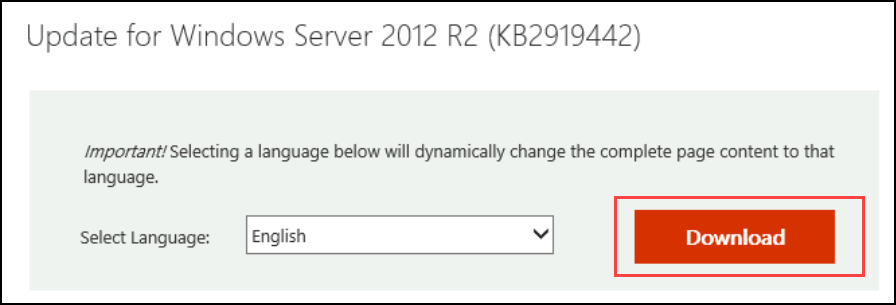 Update for Windows Server 2012 R2 (KB2919442)
Important! Selecting a language below will dynamically change the complete page content to that
language.
Select Language: English Download